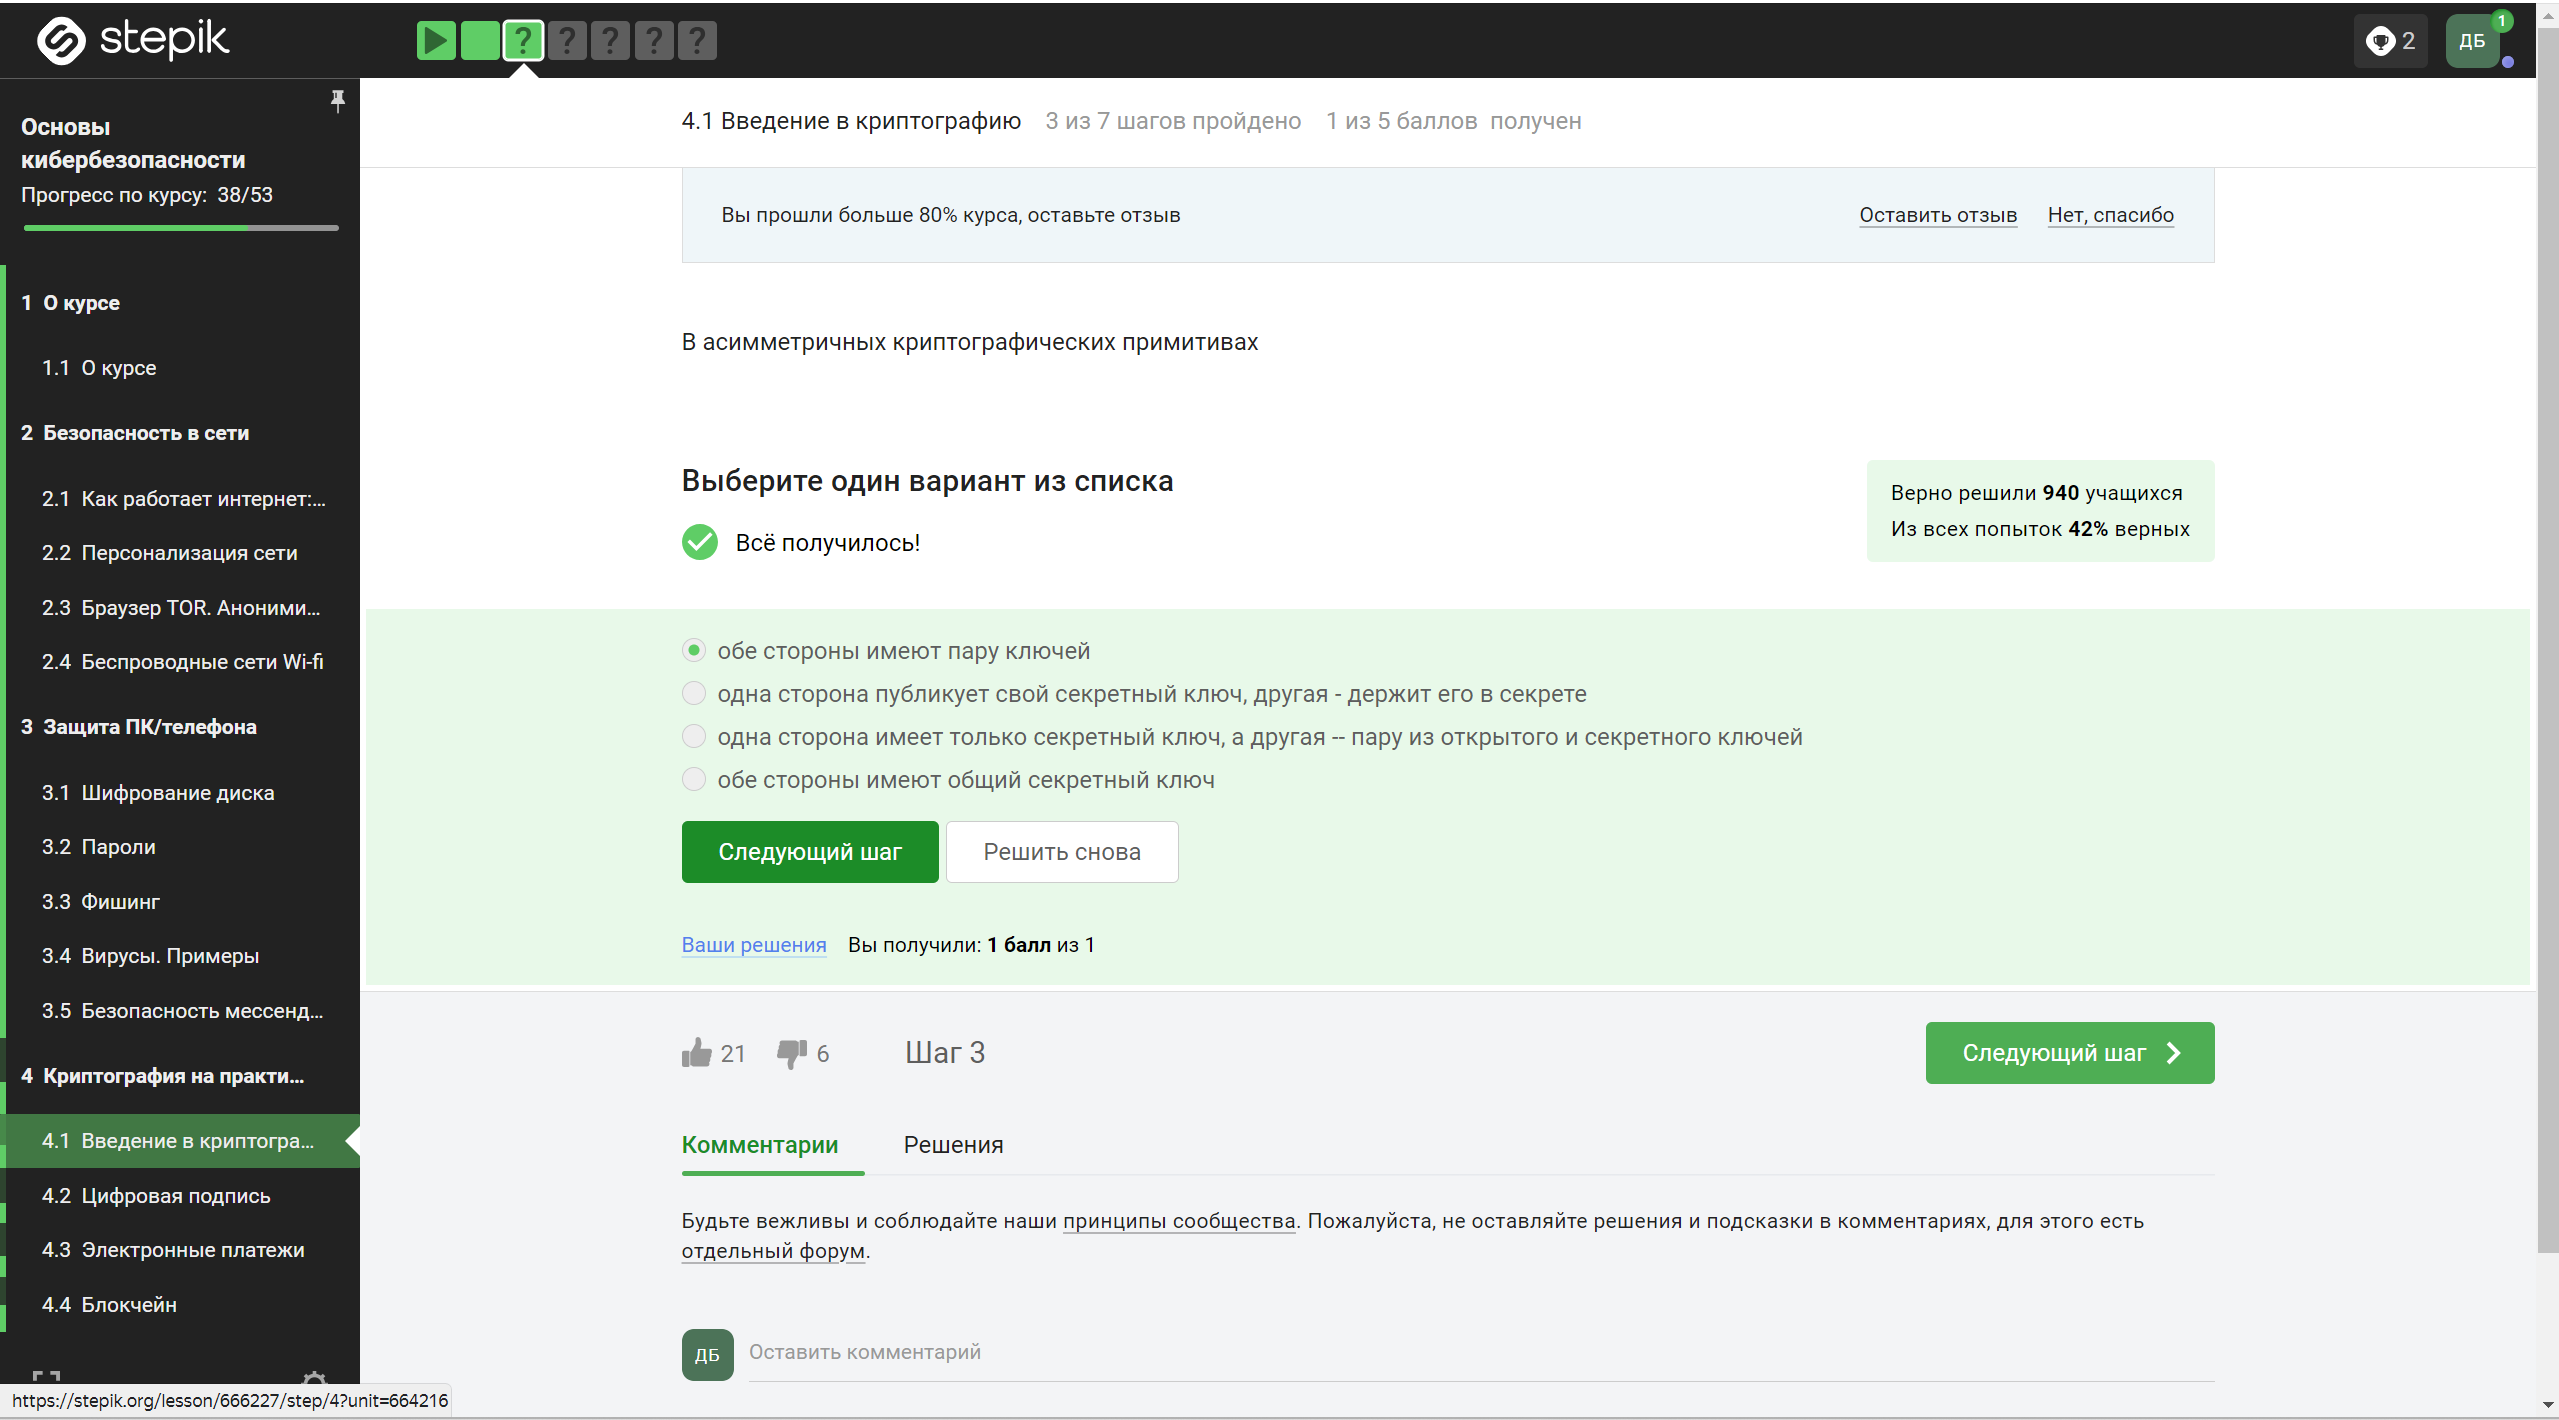 stepik
? ? ? ? ?
2
ДБ
1
Основы
кибербезопасности
Прогресс по курсу: 38/53
1 О курсе
1.1 О курсе
2 Безопасность в сети
2.1 Как работает интернет:...
2.2 Персонализация сети
2.3 Браузер TOR. Аноними...
2.4 Беспроводные сети Wi-fi
3 Защита ПК/телефона
3.1 Шифрование диска
3.2 Пароли
3.3 Фишинг
3.4 Вирусы. Примеры
3.5 Безопасность мессенд...
4 Криптография на практи...
4.1 Введение в криптогра...
4.2 Цифровая подпись
4.3 Электронные платежи
4.4 Блокчейн
https://stepik.org/lesson/666227/step/4?unit=664216
4.1 Введение в криптографию 3 из 7 шагов пройдено 1 из 5 баллов получен
Вы прошли больше 80% курса, оставьте отзыв Оставить отзыв Нет, спасибо
В асимметричных криптографических примитивах
Выберите один вариант из списка
Всё получилось!
Верно решили 940 учащихся
Из всех попыток 42% верных
обе стороны имеют пару ключей
одна сторона публикует свой секретный ключ, другая - держит его в секрете
одна сторона имеет только секретный ключ, а другая -- пару из открытого и секретного ключей
обе стороны имеют общий секретный ключ
Следующий шаг Решить снова
Ваши решения Вы получили: 1 балл из 1
21 6 Шаг 3 Следующий шаг
Комментарии Решения
Будьте вежливы и соблюдайте наши принципы сообщества. Пожалуйста, не оставляйте решения и подсказки в комментариях, для этого есть
отдельный форум.
ДБ Оставить комментарий